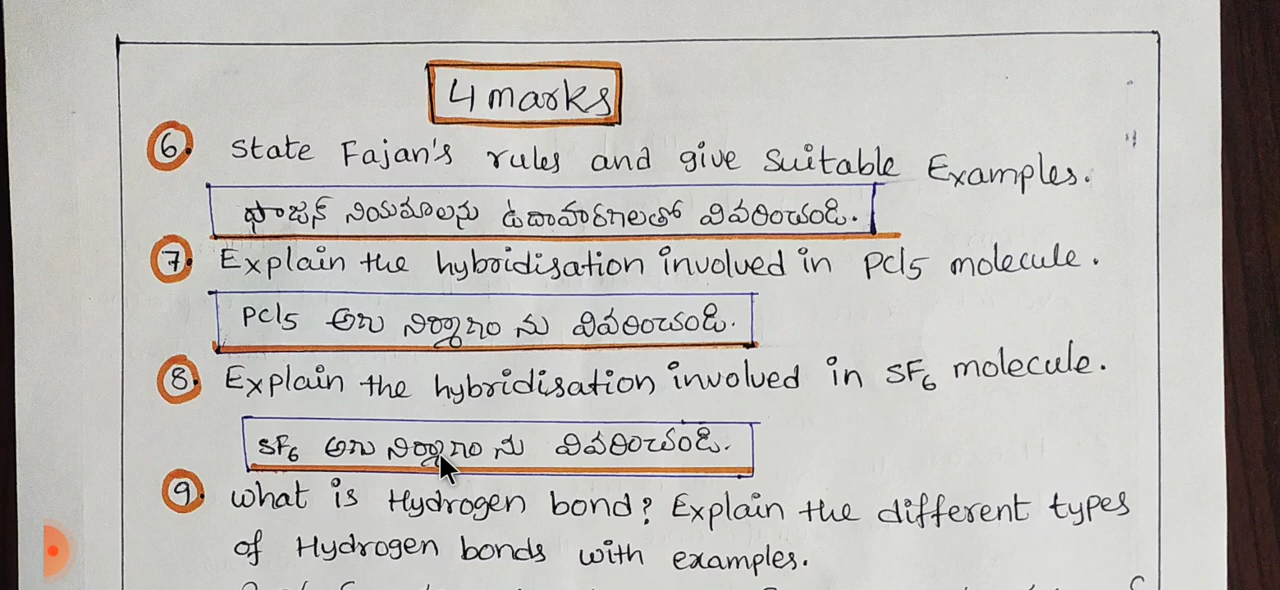 4 marks
6. State Fajan's rules and give suitable Examples.
ఫాజన్ నియమాలను ఉదాహరణలతో వివరించండి.
7. Explain the hybridisation involved in PCl5 molecule.
PCl5 అణు నిర్మాణం ను వివరించండి.
8. Explain the hybridisation involved in SF6 molecule.
SF6 అణు నిర్మాణం ను వివరించండి.
9. what is Hydrogen bond? Explain the different types
of Hydrogen bonds with examples.